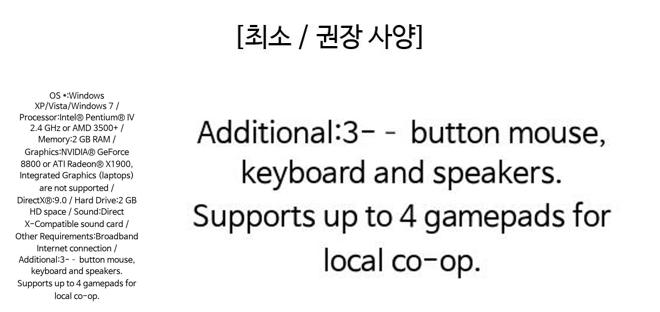 [최소 / 권장 사양]
OS *:Windows
XP/Vista/Windows 7 /
Processor:Intel® Pentium® IV
2.4 GHz or AMD 3500+ /
Memory:2 GB RAM /
Graphics:NVIDIA® GeForce
8800 or ATI Radeon® X1900,
Integrated Graphics (laptops)
are not supported /
DirectX®:9.0 / Hard Drive:2 GB
HD space / Sound:Direct
X-Compatible sound card /
Other Requirements:Broadband
Internet connection /
Additional:3- - button mouse,
keyboard and speakers.
Supports up to 4 gamepads for
local co-op.
Additional:3- - button mouse,
keyboard and speakers.
Supports up to 4 gamepads for
local co-op.